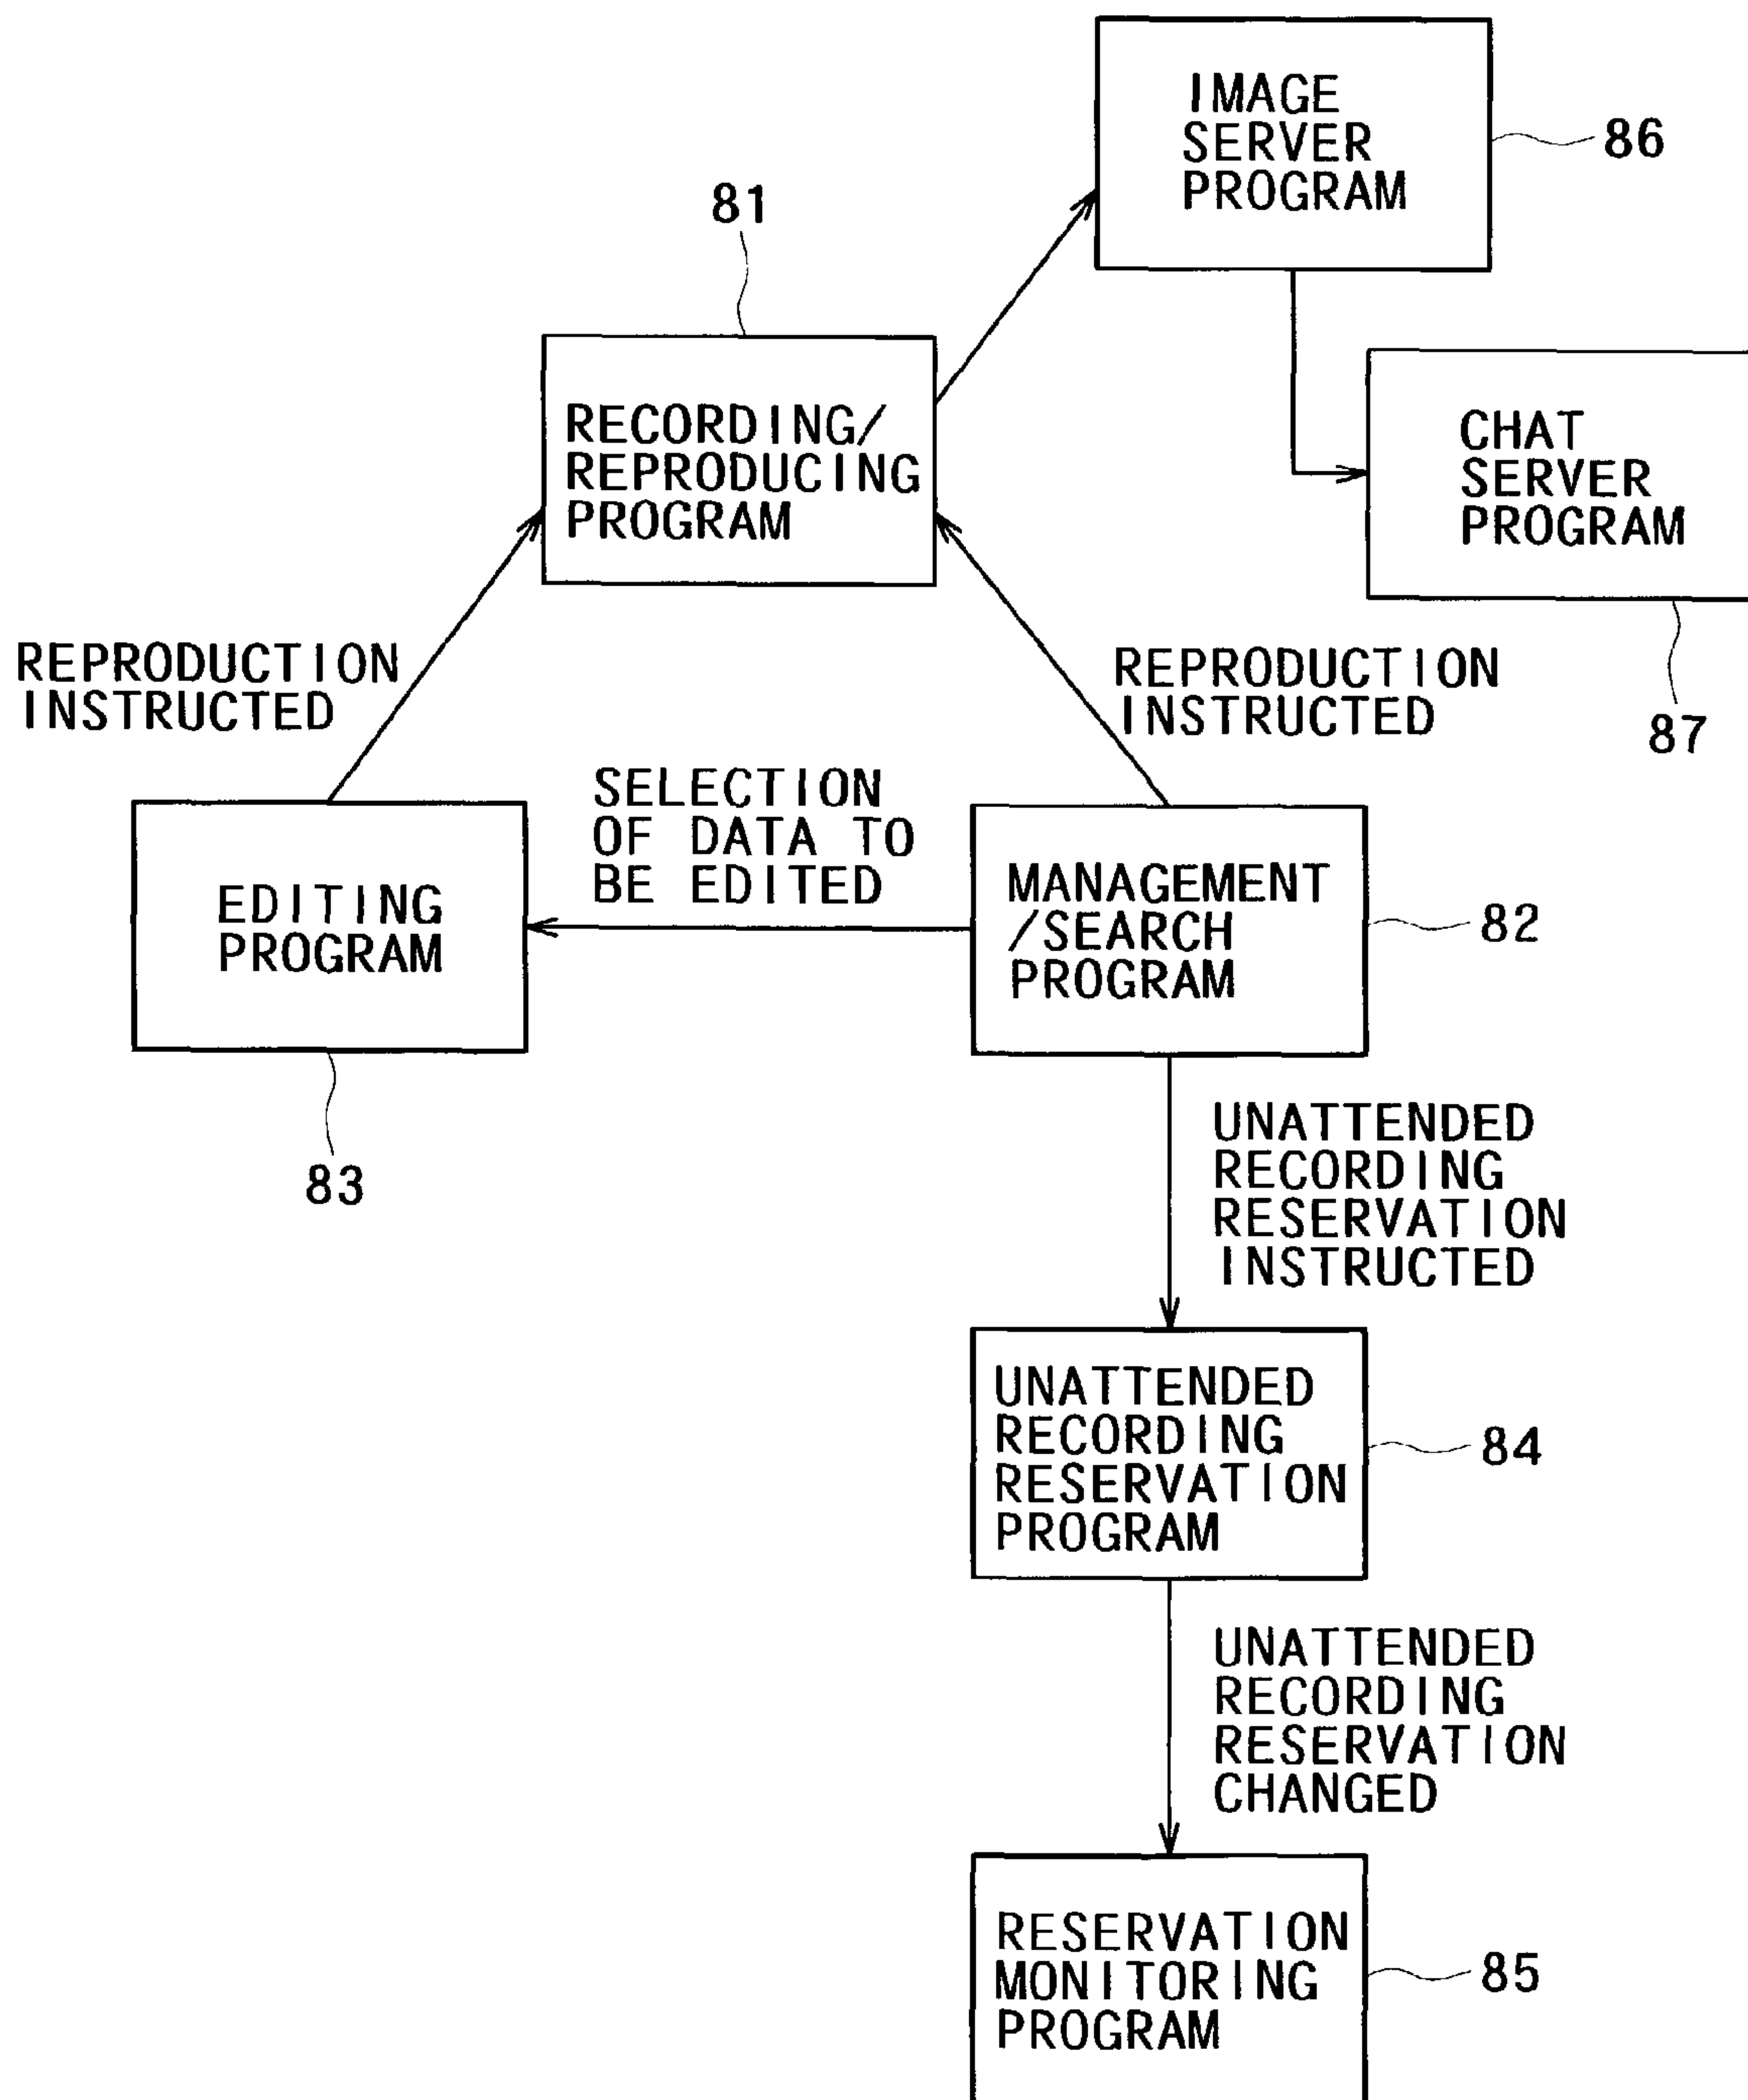 IMAGE
SERVER
PROGRAM
86
81
RECORDING/
REPRODUCING
PROGRAM
CHAT
SERVER
PROGRAM
87
REPRODUCTION
INSTRUCTED
REPRODUCTION
INSTRUCTED
SELECTION
OF DATA TO
BE EDITED
EDITING
PROGRAM
83
MANAGEMENT
/SEARCH
PROGRAM
82
UNATTENDED
RECORDING
RESERVATION
INSTRUCTED
UNATTENDED
RECORDING
RESERVATION
PROGRAM
84
UNATTENDED
RECORDING
RESERVATION
CHANGED
RESERVATION
MONITORING
PROGRAM
85